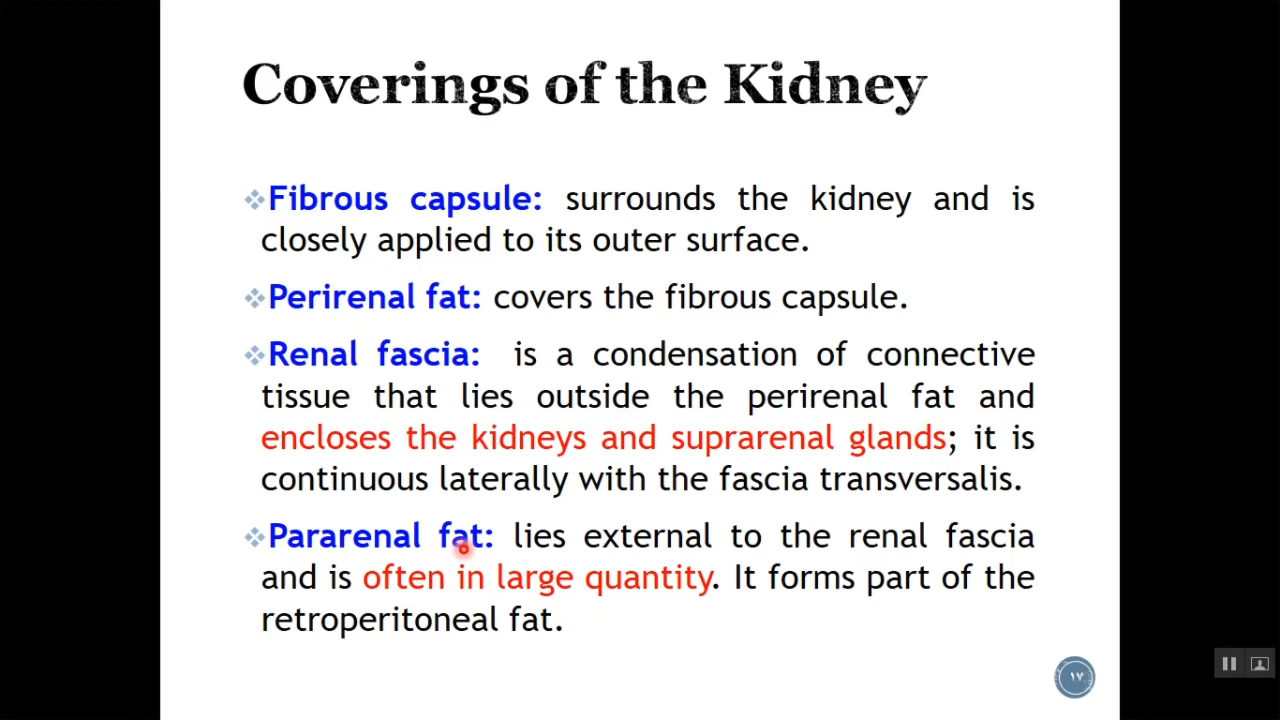 Coverings of the Kidney
Fibrous capsule: surrounds the kidney and is
closely applied to its outer surface.
Perirenal fat: covers the fibrous capsule.
Renal fascia: is a condensation of connective
tissue that lies outside the perirenal fat and
encloses the kidneys and suprarenal glands; it is
continuous laterally with the fascia transversalis.
Pararenal fat: lies external to the renal fascia
and is often in large quantity. It forms part of the
retroperitoneal fat.
١٧